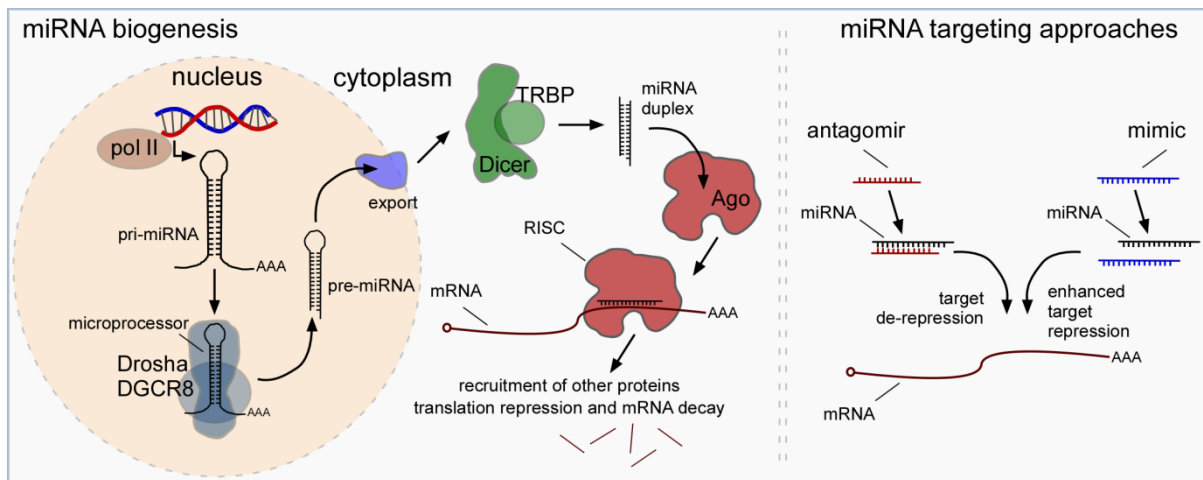 miRNA biogenesis
nucleus
cytoplasm
pol II
pri-miRNA
AAA
microprocessor
Drosha
DGCR8
AAA
pre-miRNA
export
TRBP
Dicer
miRNA
duplex
Ago
RISC
mRNA
AAA
recruitment of other proteins
translation repression and mRNA decay
miRNA targeting approaches
antagomir
mimic
miRNA
miRNA
target
de-repression
enhanced
target
repression
AAA
mRNA